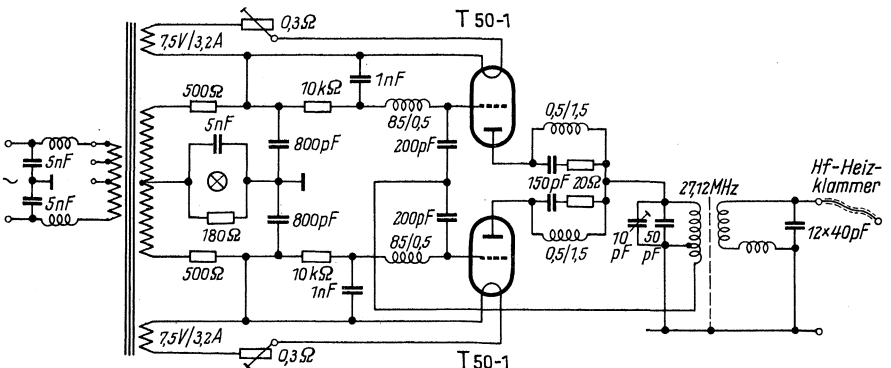 0,3Ω
T 50-1
7,5V/3,2A
500Ω
10kΩ
1nF
85/0,5
0,5/1,5
5nF
800pF
200pF
5nF
150pF
20Ω
Hf-Heiz-
klammer
27,12MHz
~
5nF
180Ω
800pF
200pF
10
pF
50
pF
12×40pF
500Ω
10kΩ
85/0,5
0,5/1,5
1nF
7,5V/3,2A
0,3Ω
T 50-1